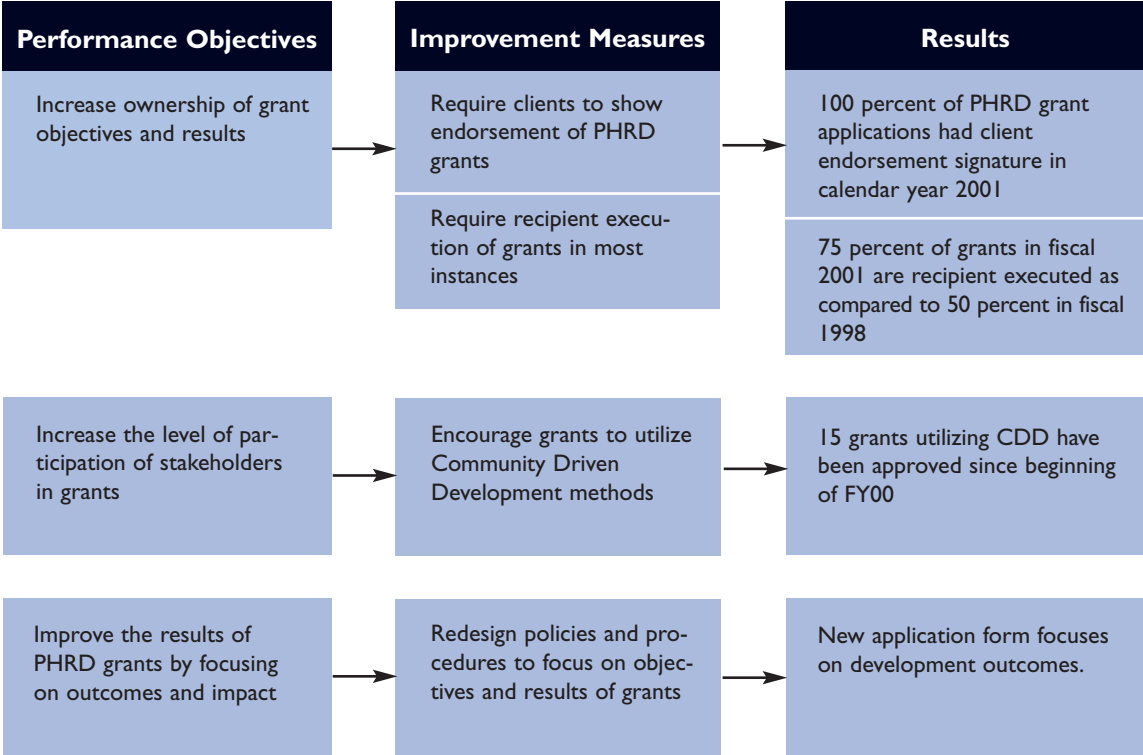 Performance Objectives
Improvement Measures
Results
Increase ownership of grant
objectives and results
Require clients to show
endorsement of PHRD
grants
Require recipient execu-
tion of grants in most
instances
100 percent of PHRD grant
applications had client
endorsement signature in
calendar year 2001
75 percent of grants in fiscal
2001 are recipient executed as
compared to 50 percent in fiscal
1998
Increase the level of par-
ticipation of stakeholders
in grants
Encourage grants to utilize
Community Driven
Development methods
15 grants utilizing CDD have
been approved since beginning
of FY00
Improve the results of
PHRD grants by focusing
on outcomes and impact
Redesign policies and pro-
cedures to focus on objec-
tives and results of grants
New application form focuses
on development outcomes.